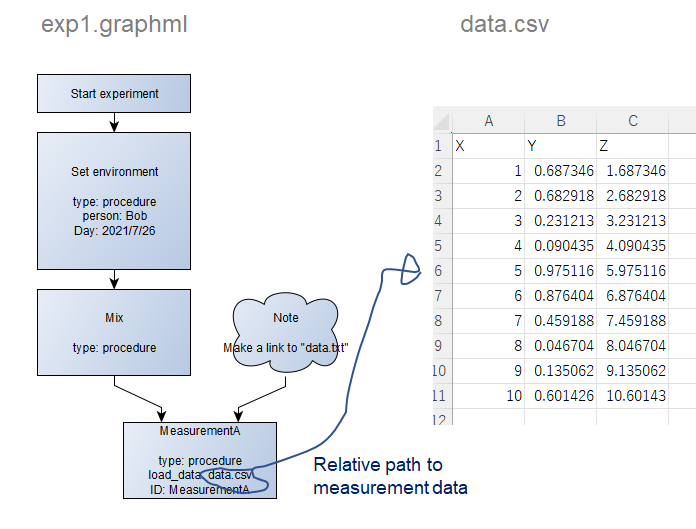 exp1.graphml
data.csv
Start experiment
Set environment
type: procedure
person: Bob
Day: 2021/7/26
Mix
type: procedure
Note
Make a link to "data.txt"
MeasurementA
type: procedure
load_data: data.csv
ID: MeasurementA
Relative path to
measurement data
A B C
1 X Y Z
2 1 0.687346 1.687346
3 2 0.682918 2.682918
4 3 0.231213 3.231213
5 4 0.090435 4.090435
6 5 0.975116 5.975116
7 6 0.876404 6.876404
8 7 0.459188 7.459188
9 8 0.046704 8.046704
10 9 0.135062 9.135062
11 10 0.601426 10.60143
12